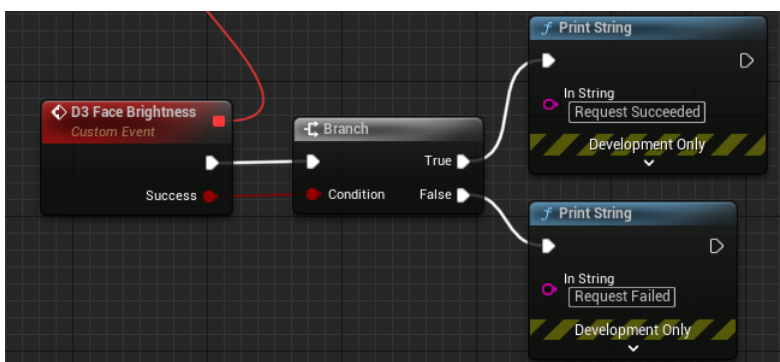 D3 Face Brightness
Custom Event
Success
Branch
True
Condition
False
Print String
In String
Request Succeeded
Development Only
Print String
In String
Request Failed
Development Only